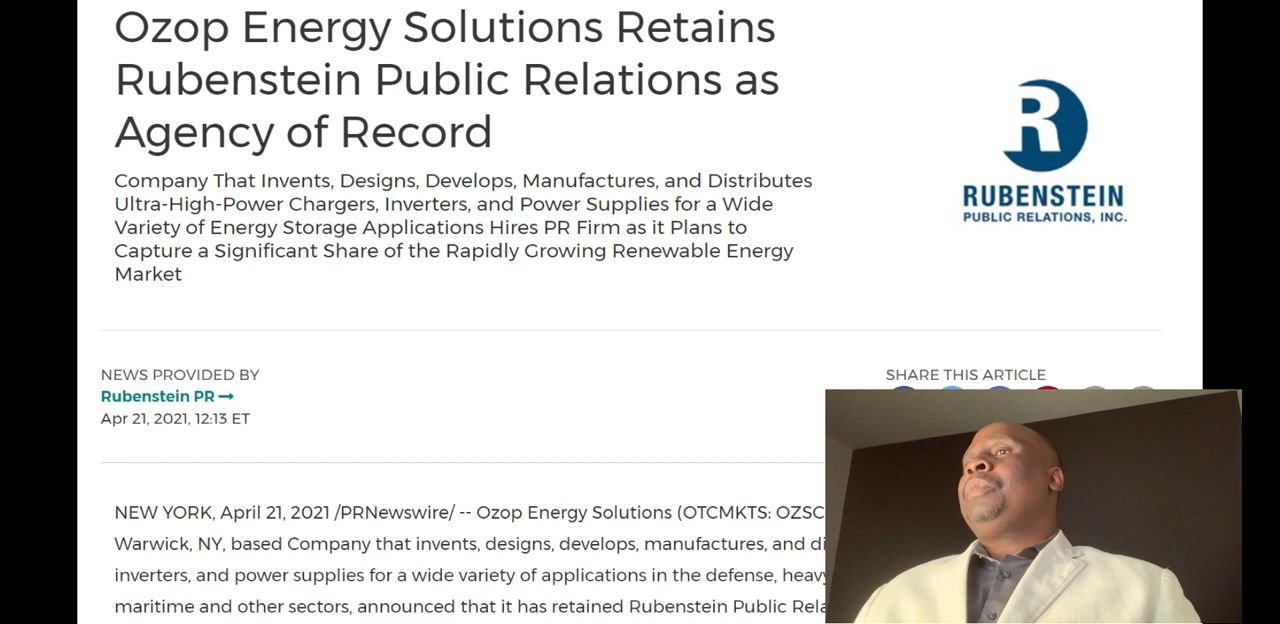 Ozop Energy Solutions Retains
Rubenstein Public Relations as
Agency of Record
Company That Invents, Designs, Develops, Manufactures, and Distributes
Ultra-High-Power Chargers, Inverters, and Power Supplies for a Wide
Variety of Energy Storage Applications Hires PR Firm as it Plans to
Capture a Significant Share of the Rapidly Growing Renewable Energy
Market
R
RUBENSTEIN
PUBLIC RELATIONS, INC.
NEWS PROVIDED BY
Rubenstein PR →
Apr 21, 2021, 12:13 ET
SHARE THIS ARTICLE
NEW YORK, April 21, 2021 /PRNewswire/ -- Ozop Energy Solutions (OTCMKTS: OZSC
Warwick, NY, based Company that invents, designs, develops, manufactures, and di
inverters, and power supplies for a wide variety of applications in the defense, heavy
maritime and other sectors, announced that it has retained Rubenstein Public Rela